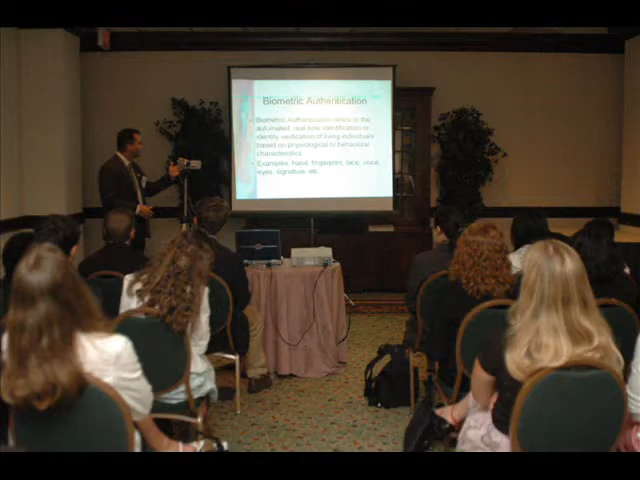 Biometric Authentication
Biometric Authentication refers to the
automated, real time identification or
identity verification of living individuals
based on physiological or behavioral
characteristics
Examples: hand, fingerprint, face, voice,
eyes, signature, etc